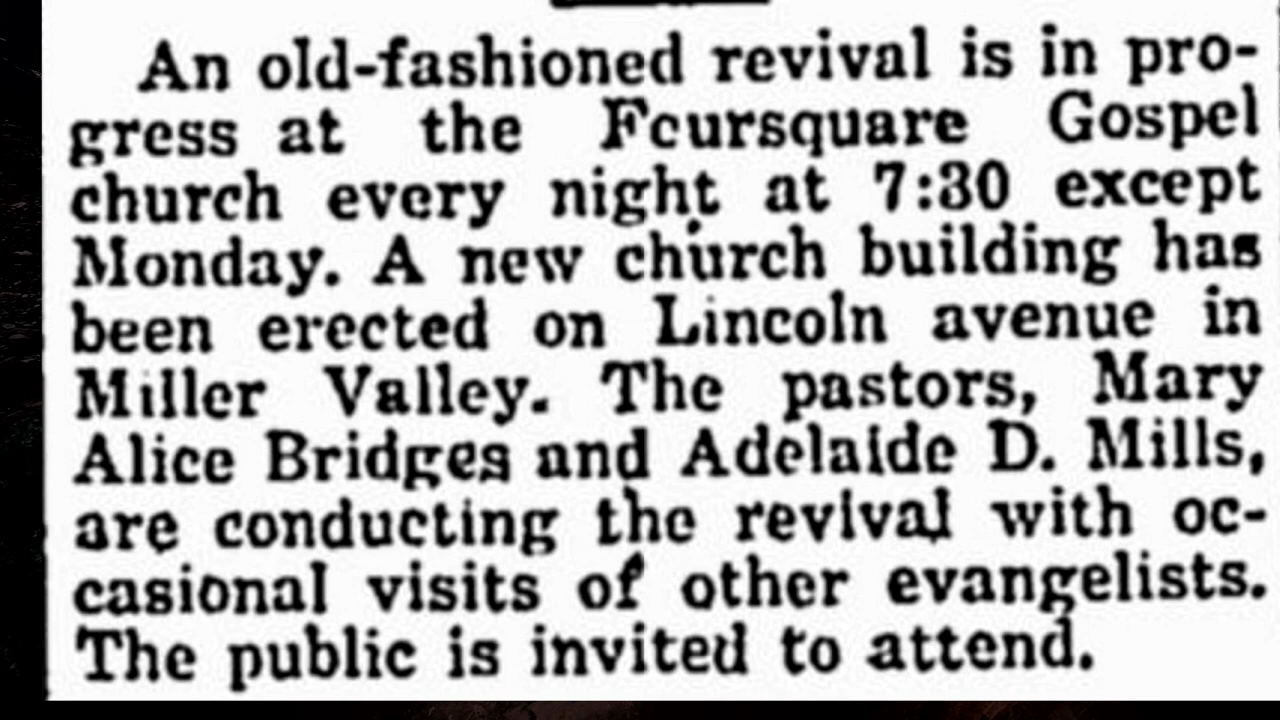 An old-fashioned revival is in pro-
gress at the Fcursquare Gospel
church every night at 7:30 except
Monday. A new church building has
been erected on Lincoln avenue in
Miller Valley. The pastors, Mary
Alice Bridges and Adelaide D. Mills,
are conducting the revival with oc-
casional visits of other evangelists.
The public is invited to attend.